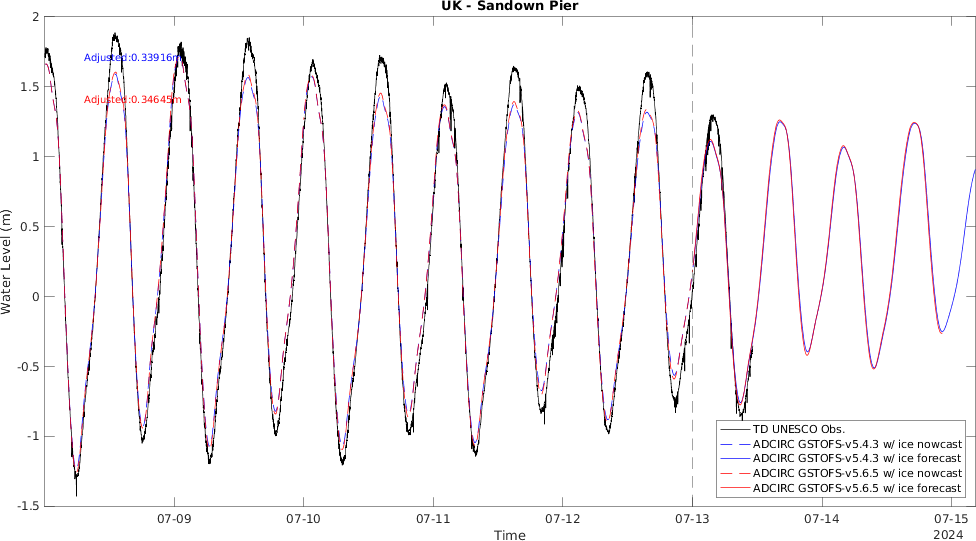 UK - Sandown Pier
Adjusted:0.33916m
Adjusted:0.34645m
Water Level (m)
2
1.5
1
0.5
0
-0.5
-1
-1.5
07-09
07-10
07-11
07-12
07-13
07-14
07-15
Time
2024
TD UNESCO Obs.
ADCIRC GSTOFS-v5.4.3 w/ ice nowcast
ADCIRC GSTOFS-v5.4.3 w/ ice forecast
ADCIRC GSTOFS-v5.6.5 w/ ice nowcast
ADCIRC GSTOFS-v5.6.5 w/ ice forecast